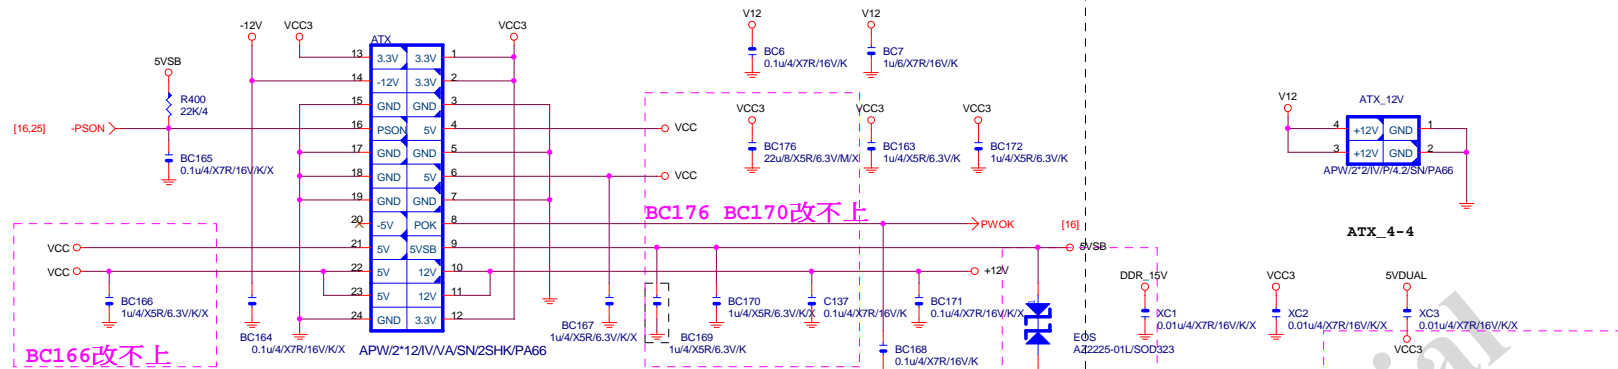 -12V VCC3 VCC3 V12 V12
ATX
13 3.3V 3.3V 1
BC6 BC7
0.1u/4/X7R/16V/K 1u/6/X7R/16V/K
5VSB
14 -12V 3.3V 2
R400
22K/4
15 GND GND 3
VCC3 VCC3 VCC3
V12 ATX_12V
[16,25] -PSON 16 PSON 5V 4 VCC
4 +12V GND 1
BC176 BC163 BC172
22u/8/X5R/6.3V/M/X 1u/4/X5R/6.3V/K 1u/4/X5R/6.3V/K
17 GND GND 5
3 +12V GND 2
BC165
0.1u/4/X7R/16V/K/X
APW/2*2/IV/P/4.2/SN/PA66
18 GND 5V 6 VCC
19 GND GND 7
BC176 BC170改不上
20 -5V POK 8 PWOK [16]
ATX_4-4
VCC 21 5V 5VSB 9 5VSB
VCC 22 5V 12V 10 +12V
DDR_15V VCC3 5VDUAL
23 5V 12V 11
BC166
1u/4/X5R/6.3V/K/X
BC170 C137 BC171
1u/4/X5R/6.3V/K/X 0.1u/4/X7R/16V/K 0.1u/4/X7R/16V/K/X
XC1 XC2 XC3
0.01u/4/X7R/16V/K/X 0.01u/4/X7R/16V/K/X 0.01u/4/X7R/16V/K/X
24 GND 3.3V 12
BC164
0.1u/4/X7R/16V/K/X
BC167
1u/4/X5R/6.3V/K/X
BC169
1u/4/X5R/6.3V/K
EOS
AZ2225-01L/SOD323
VCC3
BC166改不上
APW/2*12/IV/VA/SN/2SHK/PA66
BC168
0.1u/4/X7R/16V/K